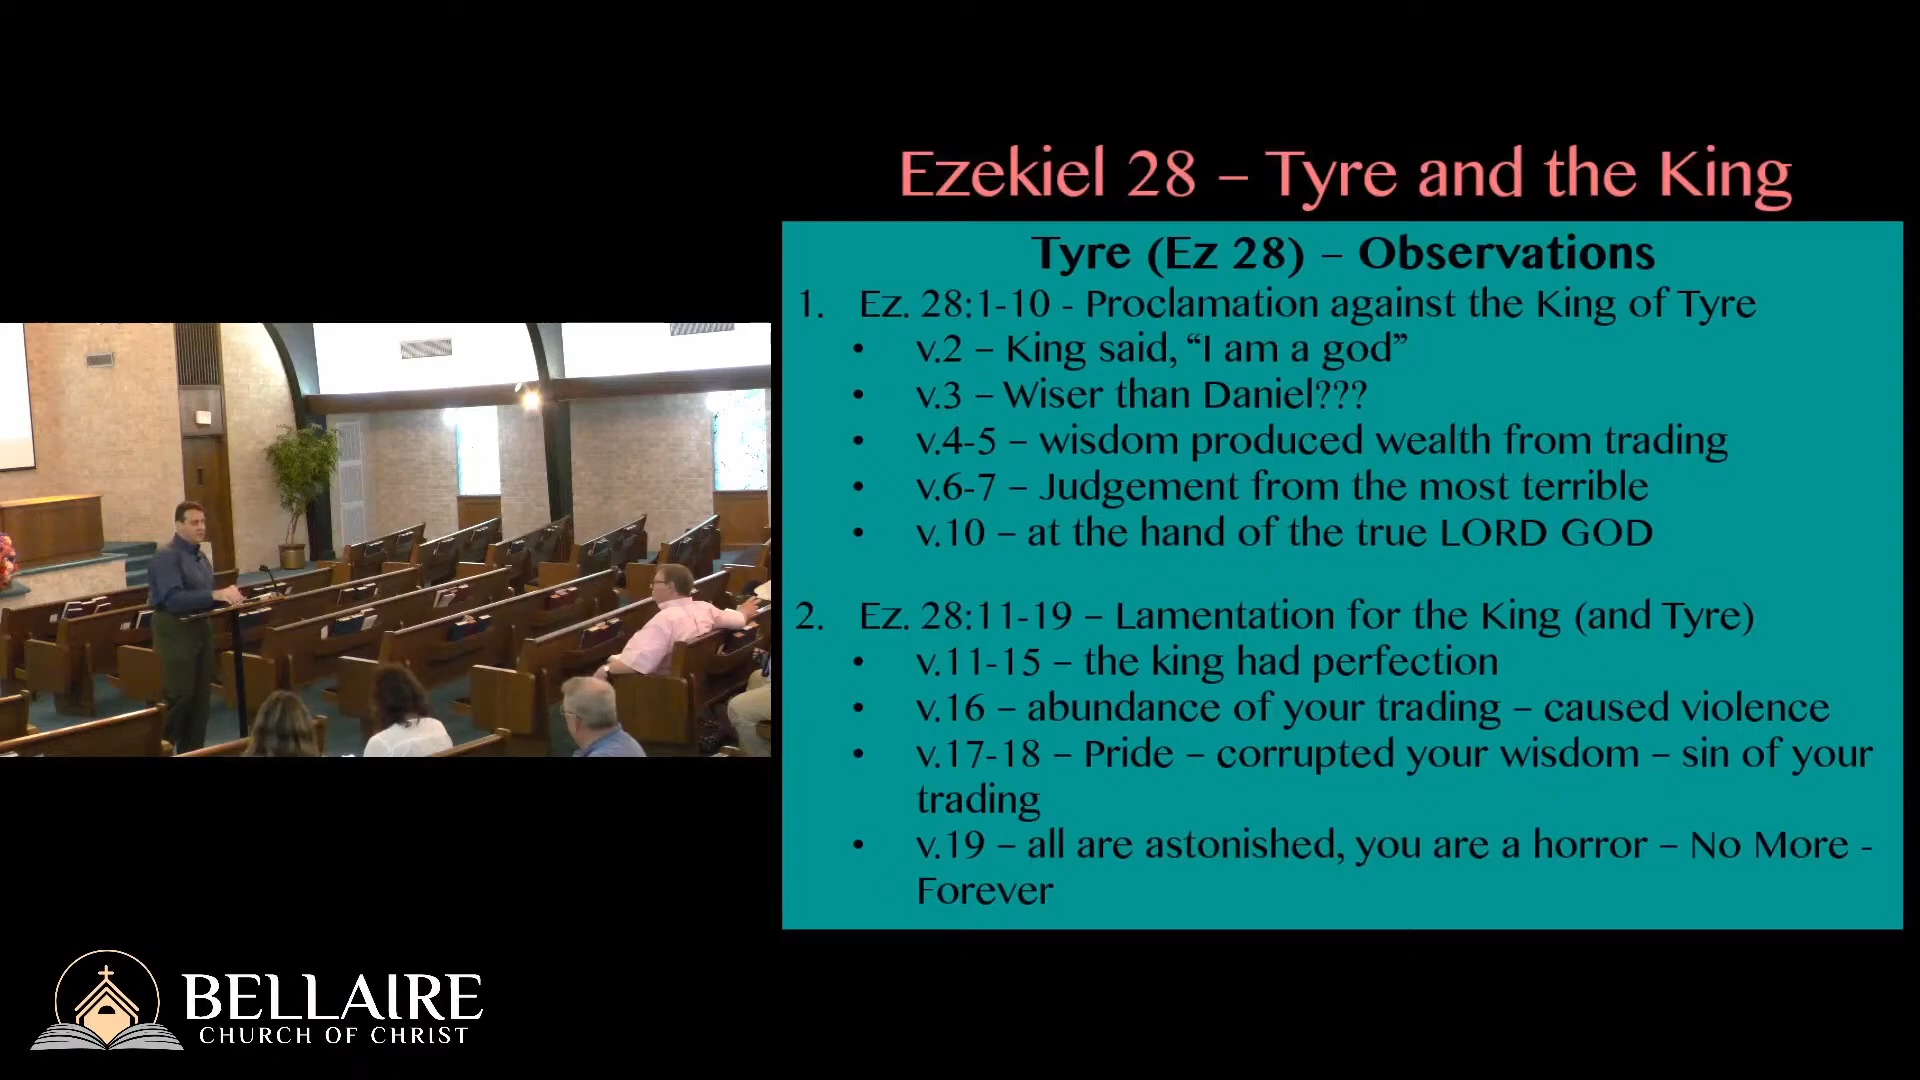 Ezekiel 28 – Tyre and the King
Tyre (Ez 28) – Observations
1. Ez. 28:1-10 - Proclamation against the King of Tyre
• v.2 – King said, “I am a god”
• v.3 – Wiser than Daniel???
• v.4-5 – wisdom produced wealth from trading
• v.6-7 – Judgement from the most terrible
• v.10 – at the hand of the true LORD GOD
2. Ez. 28:11-19 – Lamentation for the King (and Tyre)
• v.11-15 – the king had perfection
• v.16 – abundance of your trading – caused violence
• v.17-18 – Pride – corrupted your wisdom – sin of your
trading
• v.19 – all are astonished, you are a horror – No More -
Forever
BELLAIRE
CHURCH OF CHRIST